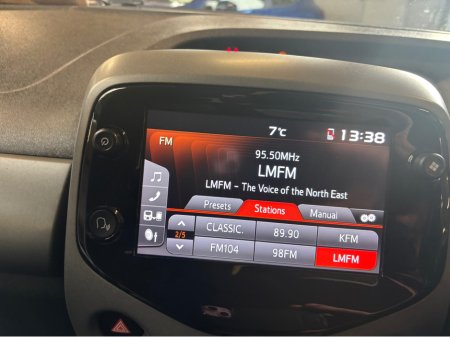 7°C 13:38
FM
95.50MHz
LMFM
LMFM - The Voice of the North East
Presets Stations Manual
CLASSIC. 89.90 KFM
2/5
FM104 98FM LMFM